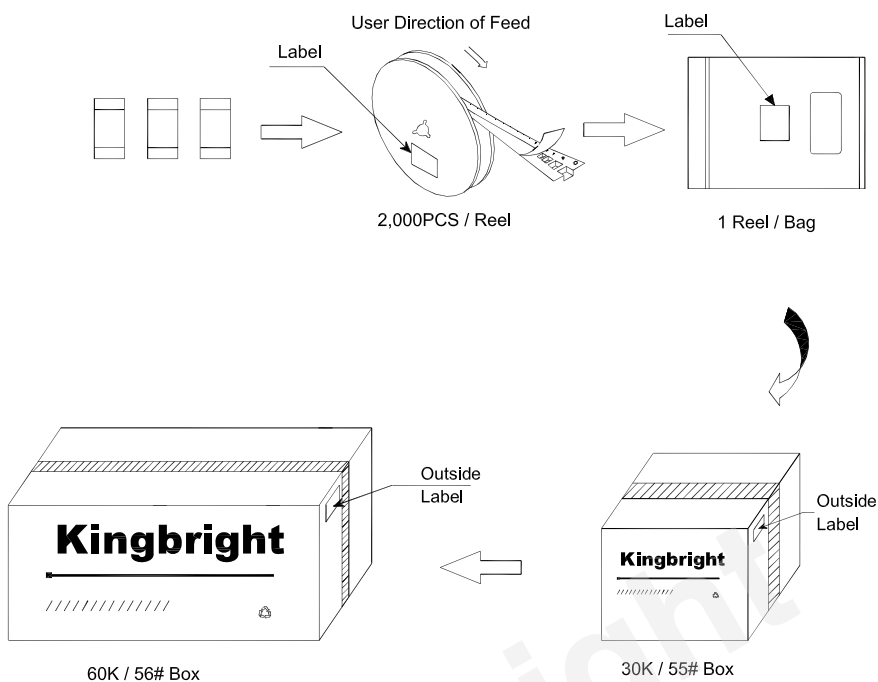 User Direction of Feed
Label
Label
2,000PCS / Reel
1 Reel / Bag
Outside
Label
Outside
Label
Kingbright
Kingbright
60K / 56# Box
30K / 55# Box